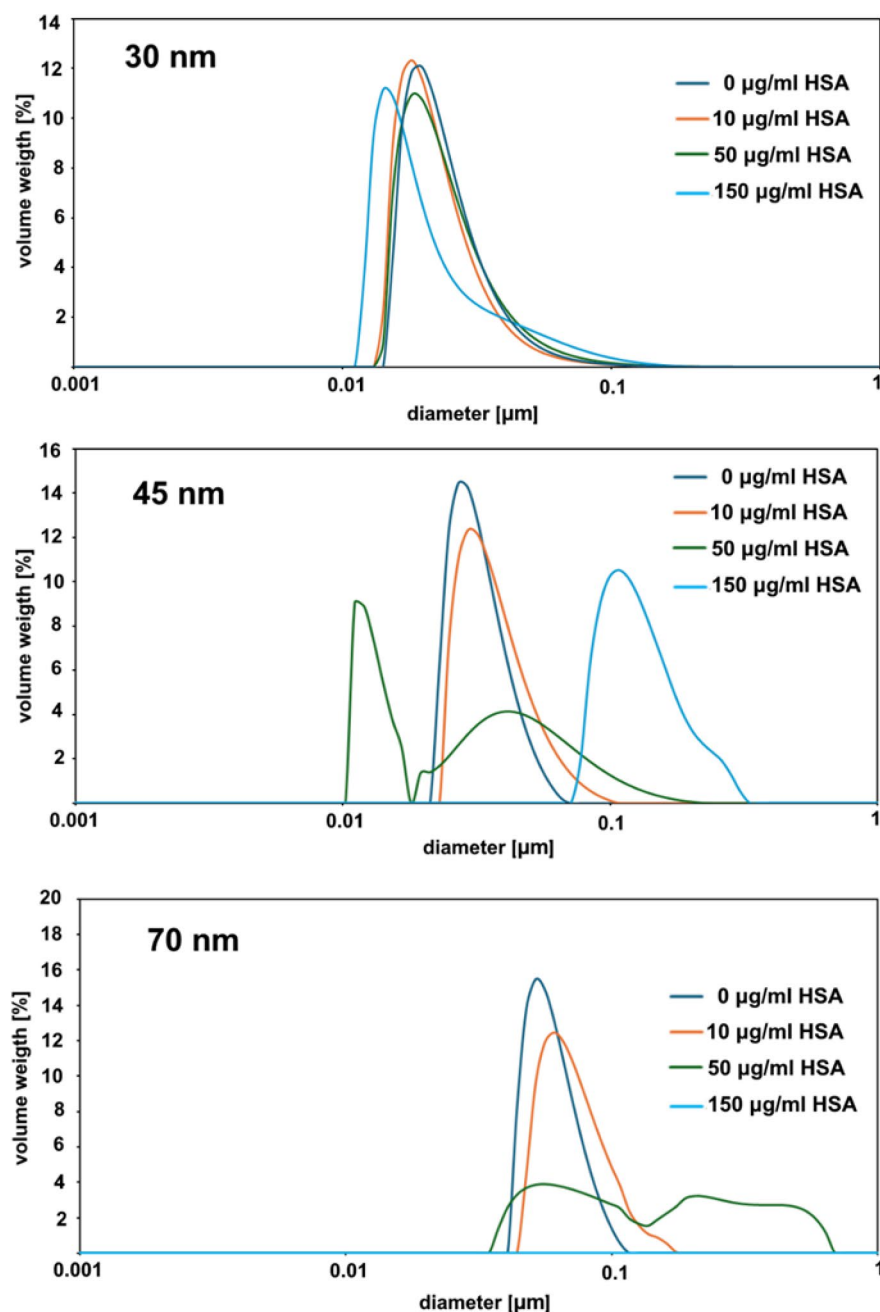 14
12
10
8
6
4
2
volume weigth [%]
30 nm
0 µg/ml HSA
10 µg/ml HSA
50 µg/ml HSA
150 µg/ml HSA
0.001
0.01
0.1
1
diameter [µm]
16
14
12
10
8
6
4
2
volume weigth [%]
45 nm
0 µg/ml HSA
10 µg/ml HSA
50 µg/ml HSA
150 µg/ml HSA
0.001
0.01
0.1
1
diameter [µm]
20
18
16
14
12
10
8
6
4
2
volume weigth [%]
70 nm
0 µg/ml HSA
10 µg/ml HSA
50 µg/ml HSA
150 µg/ml HSA
0.001
0.01
0.1
1
diameter [µm]